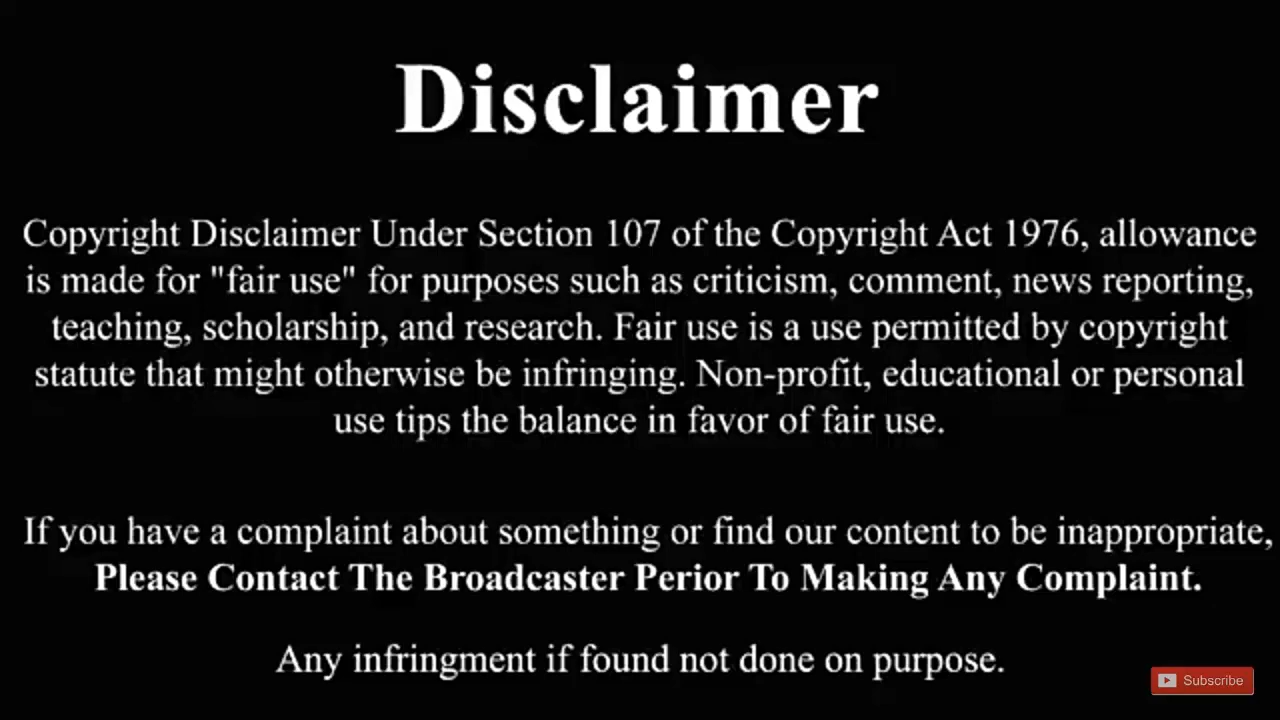 Disclaimer
Copyright Disclaimer Under Section 107 of the Copyright Act 1976, allowance
is made for "fair use" for purposes such as criticism, comment, news reporting,
teaching, scholarship, and research. Fair use is a use permitted by copyright
statute that might otherwise be infringing. Non-profit, educational or personal
use tips the balance in favor of fair use.
If you have a complaint about something or find our content to be inappropriate,
Please Contact The Broadcaster Perior To Making Any Complaint.
Any infringment if found not done on purpose.
Subscribe